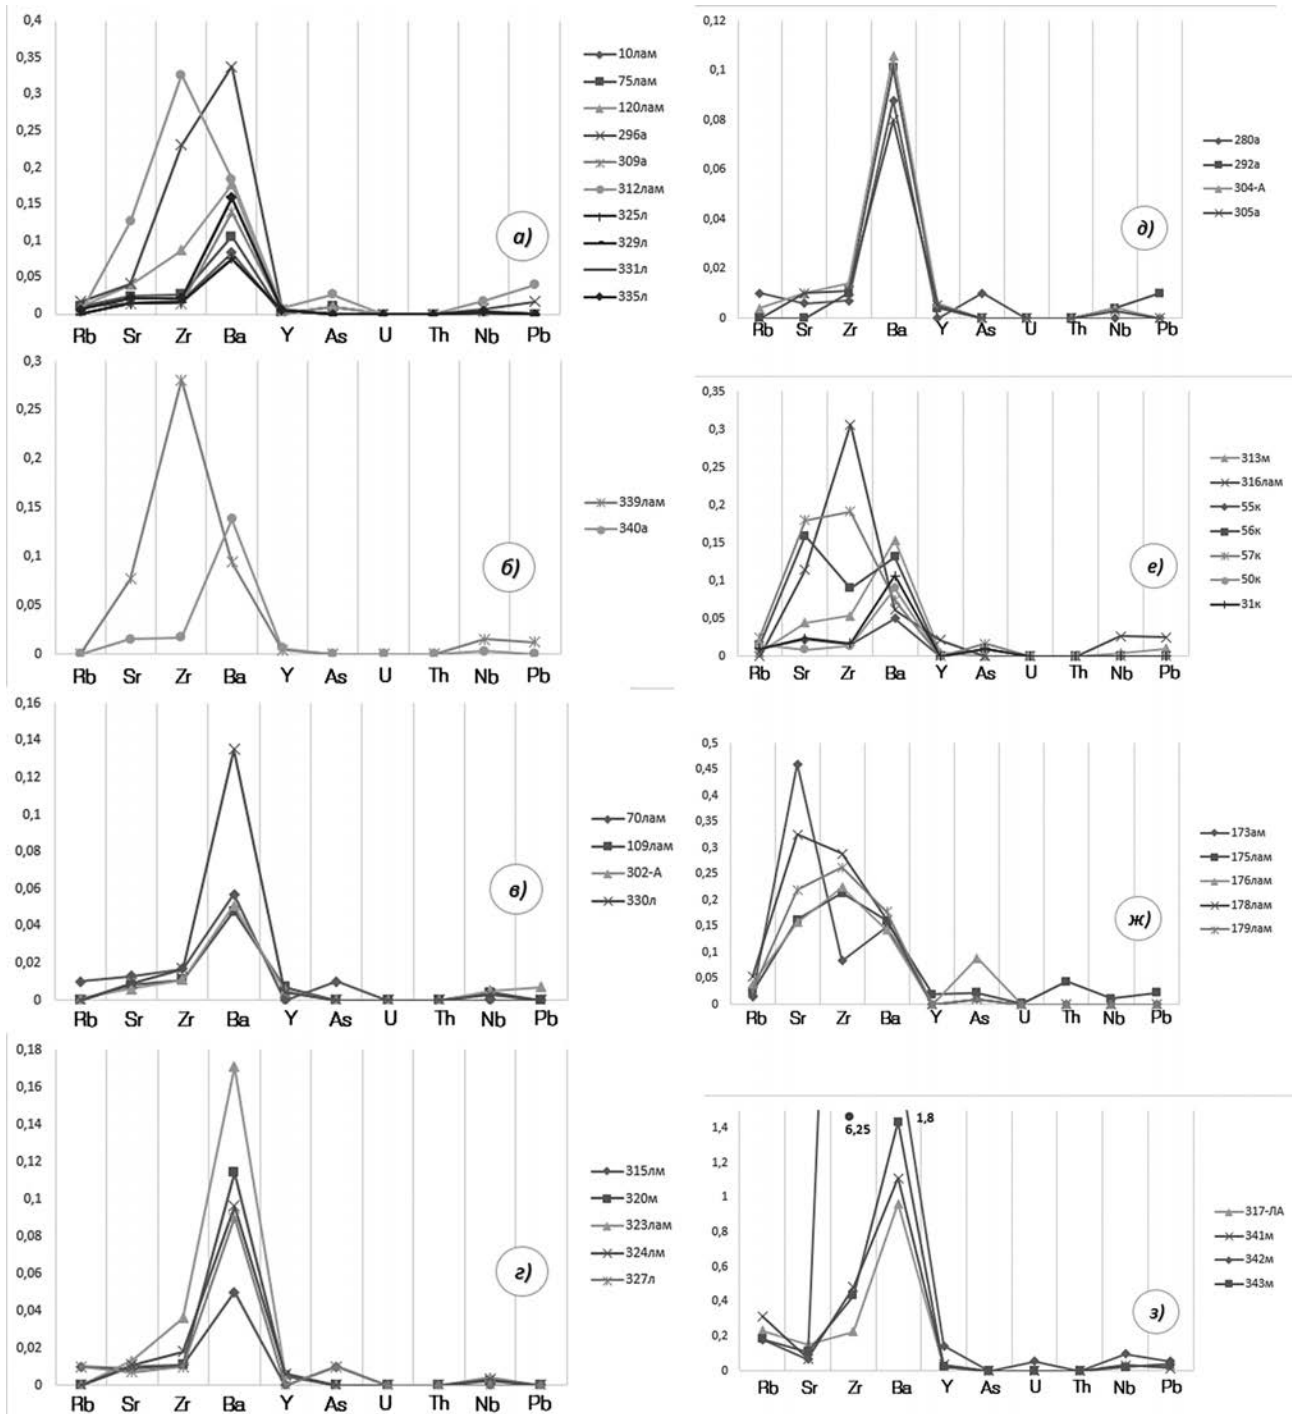 0,4
0,35
0,3
0,25
0,2
0,15
0,1
0,05
0
Rb Sr Zr Ba Y As U Th Nb Pb
10лам
75лам
120лам
296а
309а
312лам
325л
329л
331л
335л
а)
0,3
0,25
0,2
0,15
0,1
0,05
0
Rb Sr Zr Ba Y As U Th Nb Pb
339лам
340а
б)
0,16
0,14
0,12
0,1
0,08
0,06
0,04
0,02
0
Rb Sr Zr Ba Y As U Th Nb Pb
70лам
109лам
302-А
330л
в)
0,18
0,16
0,14
0,12
0,1
0,08
0,06
0,04
0,02
0
Rb Sr Zr Ba Y As U Th Nb Pb
315лм
320м
323лам
324лм
327л
г)
0,12
0,1
0,08
0,06
0,04
0,02
0
Rb Sr Zr Ba Y As U Th Nb Pb
280а
292а
304-А
305а
д)
0,35
0,3
0,25
0,2
0,15
0,1
0,05
0
Rb Sr Zr Ba Y As U Th Nb Pb
313м
316лам
55к
56к
57к
50к
31к
е)
0,5
0,45
0,4
0,35
0,3
0,25
0,2
0,15
0,1
0,05
0
Rb Sr Zr Ba Y As U Th Nb Pb
173ам
175лам
176лам
178лам
179лам
ж)
1,4
1,2
1
0,8
0,6
0,4
0,2
0
6,25
1,8
Rb Sr Zr Ba Y As U Th Nb Pb
317-ЛА
341м
342м
343м
з)